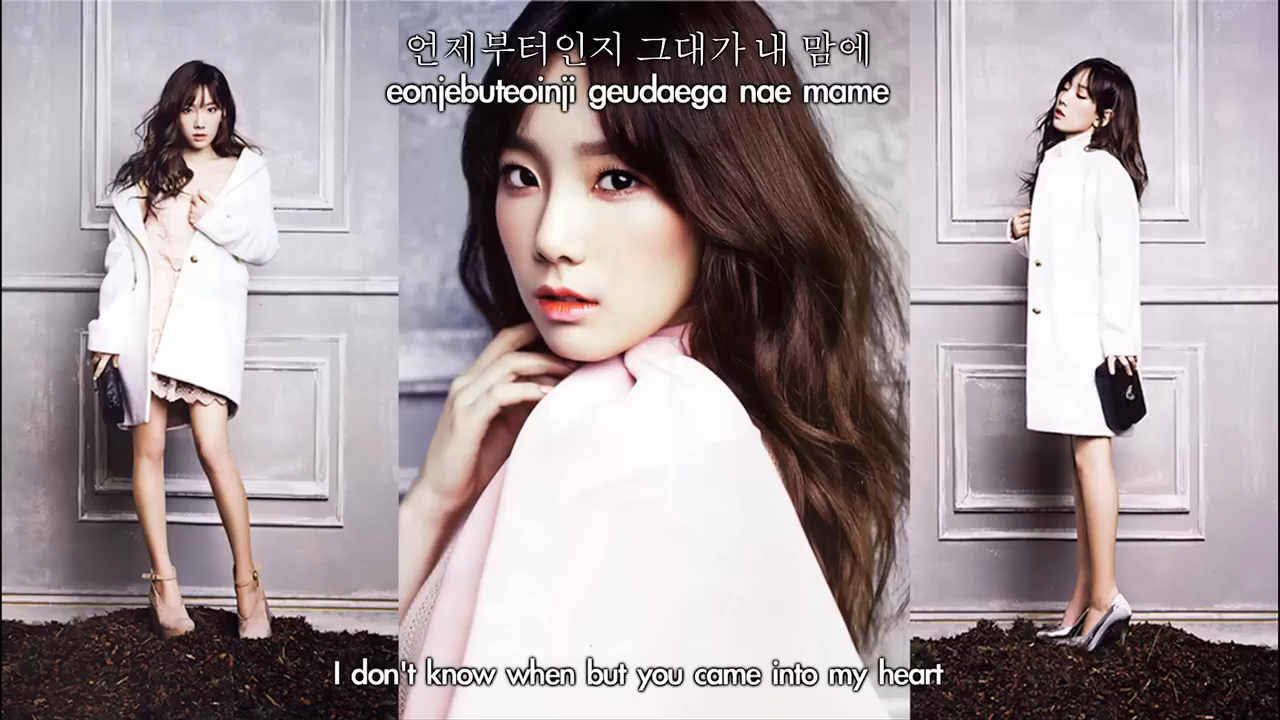 언제부터인지 그대가 내 맘에
eonjebuteoinji geudaega nae mame
I don't know when but you came into my heart